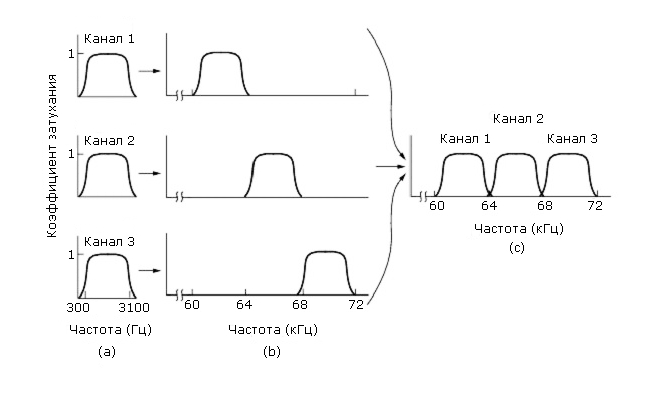 Канал 1
1
Коэффициент затухания
Канал 2
1
Канал 3
1
300 3100
Частота (Гц)
(a)
60 64 68 72
Частота (кГц)
(b)
Канал 2
Канал 1 Канал 3
60 64 68 72
Частота (кГц)
(c)